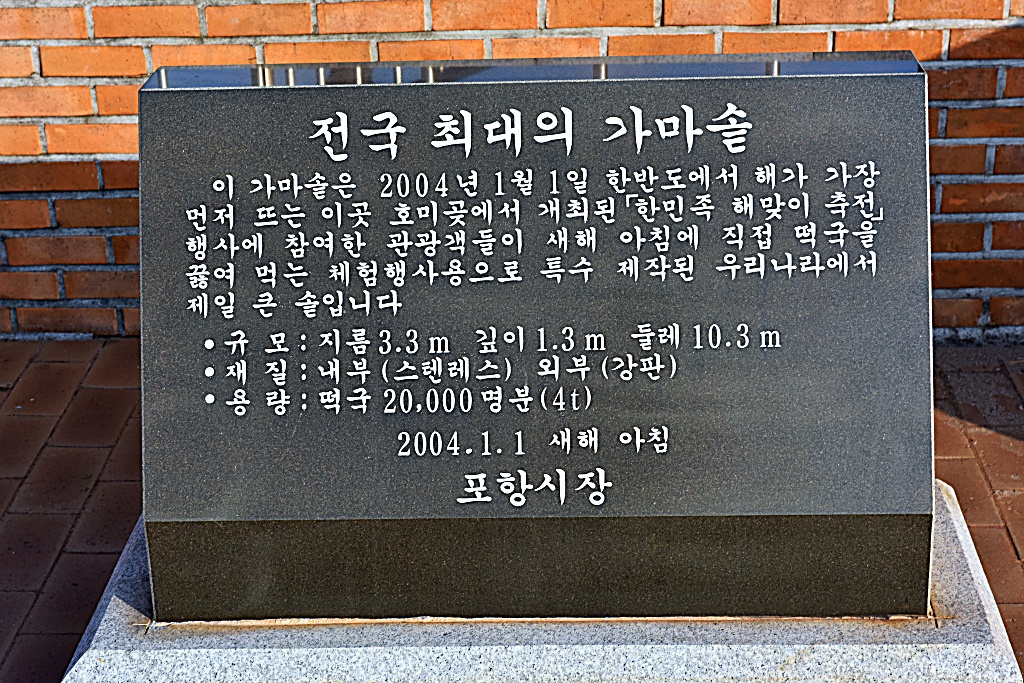 전국 최대의 가마솥
이 가마솥은 2004년 1월 1일 한반도에서 해가 가장
먼저 뜨는 이곳 호미곶에서 개최된「한민족 해맞이 축전」
행사에 참여한 관광객들이 새해 아침에 직접 떡국을
끓여 먹는 체험행사용으로 특수 제작된 우리나라에서
제일 큰 솥입니다
• 규 모 : 지름 3.3 m 깊이 1.3 m 둘레 10.3 m
• 재 질 : 내부 (스텐레스) 외부 (강판)
• 용 량 : 떡국 20,000 명분 (4t)
2004.1.1 새해 아침
포항시장